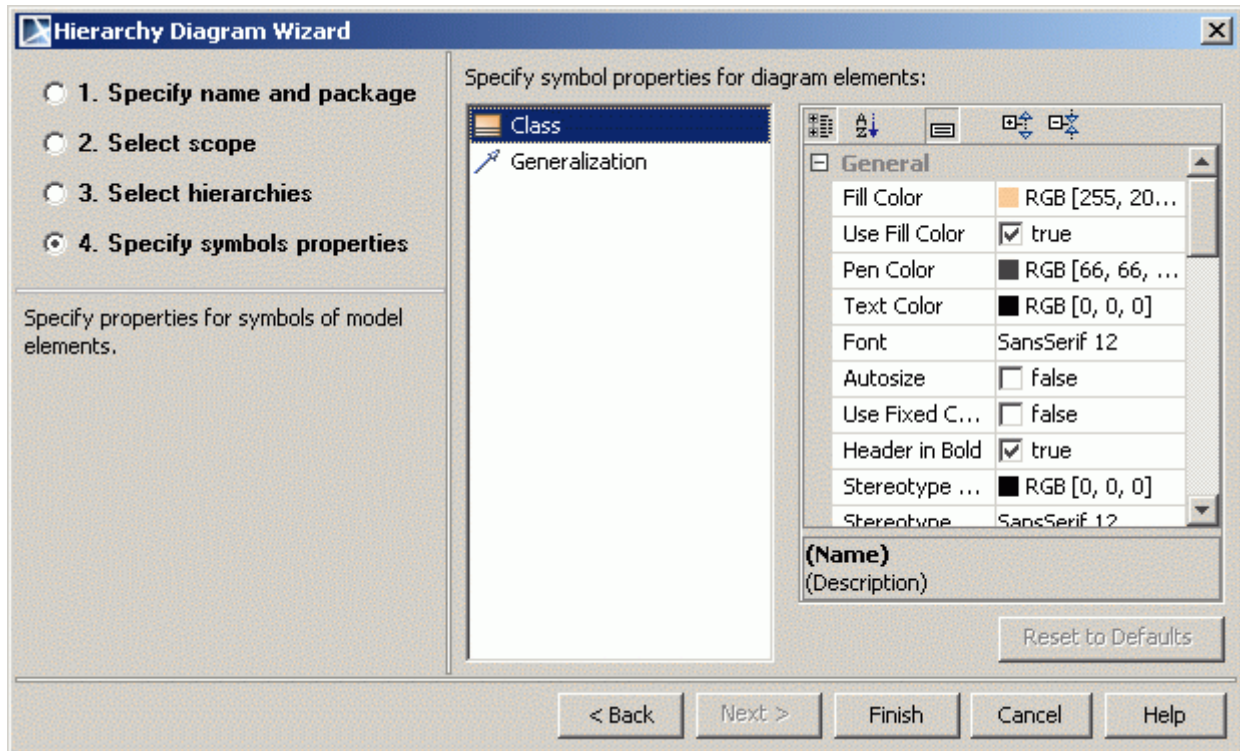 Hierarchy Diagram Wizard
1. Specify name and package
2. Select scope
3. Select hierarchies
4. Specify symbols properties
Specify properties for symbols of model
elements.
Specify symbol properties for diagram elements:
Class
Generalization
General
Fill Color RGB [255, 20...
Use Fill Color true
Pen Color RGB [66, 66, ...
Text Color RGB [0, 0, 0]
Font SansSerif 12
Autosize false
Use Fixed C... false
Header in Bold true
Stereotype ... RGB [0, 0, 0]
Stereotype SansSerif 12
(Name)
(Description)
Reset to Defaults
< Back Next > Finish Cancel Help